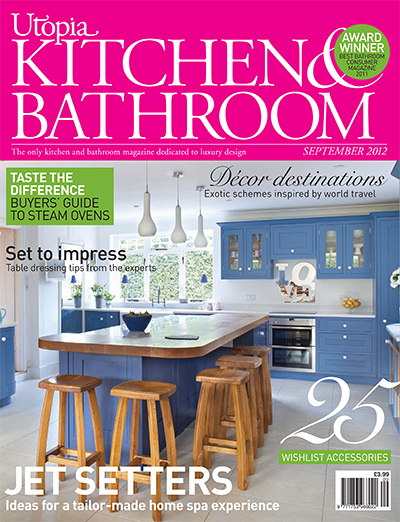 Utopia
KITCHEN &
BATHROOM
AWARD
WINNER
BEST BATHROOM
CONSUMER
MAGAZINE
2011
The only kitchen and bathroom magazine dedicated to luxury design
SEPTEMBER 2012
TASTE THE
DIFFERENCE
BUYERS' GUIDE
TO STEAM OVENS
Décor destinations
Exotic schemes inspired by world travel
Set to impress
Table dressing tips from the experts
25
WISHLIST ACCESSORIES
JET SETTERS
Ideas for a tailor-made home spa experience
£3.99